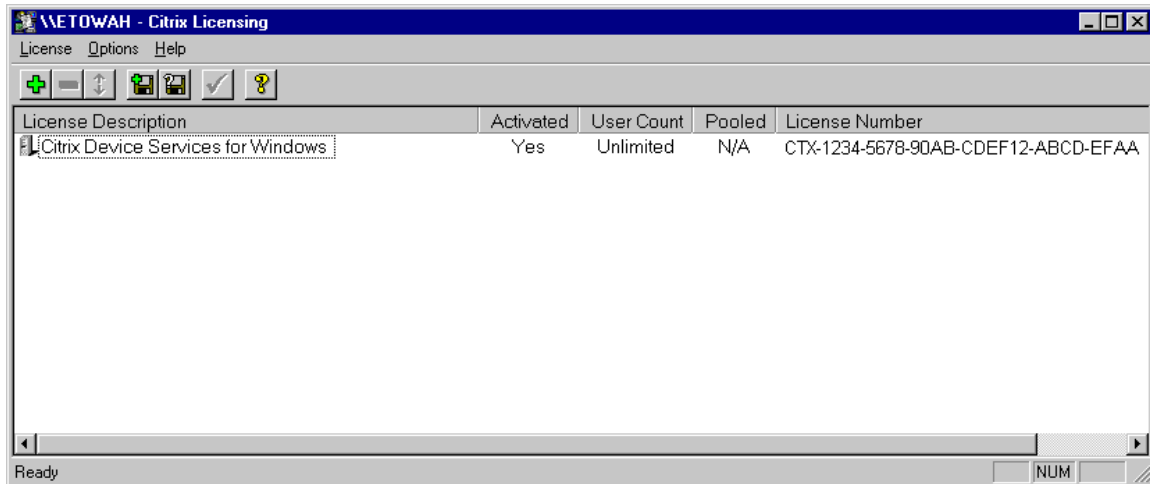 \\ETOWAH - Citrix Licensing
License Options Help
License Description Activated User Count Pooled License Number
Citrix Device Services for Windows Yes Unlimited N/A CTX-1234-5678-90AB-CDEF12-ABCD-EFAA
Ready NUM